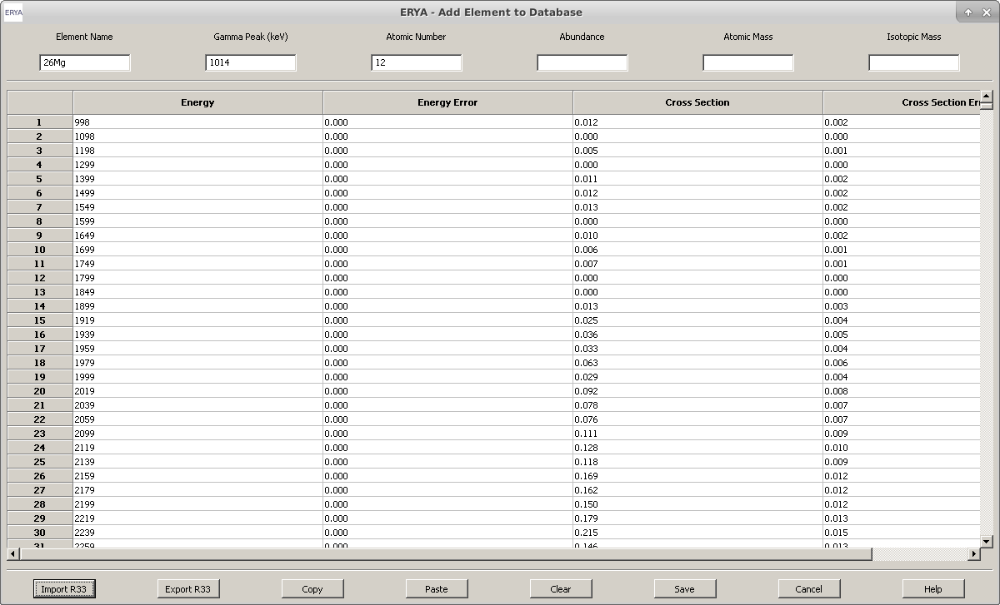 ERYA ERYA - Add Element to Database
Element Name Gamma Peak (keV) Atomic Number Abundance Atomic Mass Isotopic Mass
26Mg 1014 12
Energy Energy Error Cross Section Cross Section Err
1 998 0.000 0.012 0.002
2 1098 0.000 0.000 0.000
3 1198 0.000 0.005 0.001
4 1299 0.000 0.000 0.000
5 1399 0.000 0.011 0.002
6 1499 0.000 0.012 0.002
7 1549 0.000 0.013 0.002
8 1599 0.000 0.000 0.000
9 1649 0.000 0.010 0.002
10 1699 0.000 0.006 0.001
11 1749 0.000 0.007 0.001
12 1799 0.000 0.000 0.000
13 1849 0.000 0.000 0.000
14 1899 0.000 0.013 0.003
15 1919 0.000 0.025 0.004
16 1939 0.000 0.036 0.005
17 1959 0.000 0.033 0.004
18 1979 0.000 0.063 0.006
19 1999 0.000 0.029 0.004
20 2019 0.000 0.092 0.008
21 2039 0.000 0.078 0.007
22 2059 0.000 0.076 0.007
23 2099 0.000 0.111 0.009
24 2119 0.000 0.128 0.010
25 2139 0.000 0.118 0.009
26 2159 0.000 0.169 0.012
27 2179 0.000 0.162 0.012
28 2199 0.000 0.150 0.012
29 2219 0.000 0.179 0.013
30 2239 0.000 0.215 0.015
31 2259 0.000 0.146 0.013
Import R33 Export R33 Copy Paste Clear Save Cancel Help